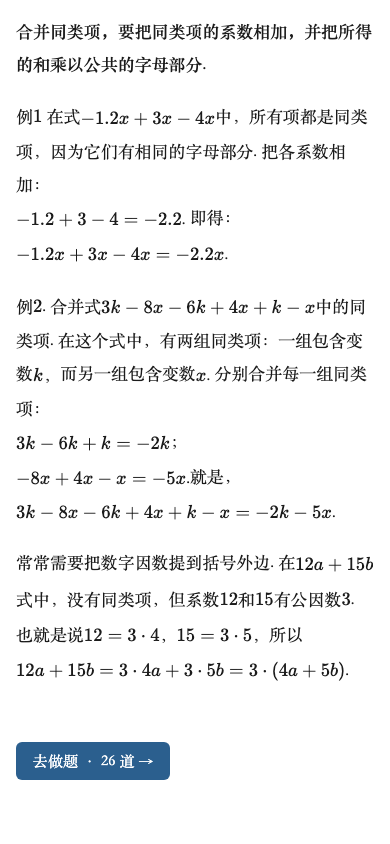 合并同类项，要把同类项的系数相加，并把所得
的和乘以公共的字母部分.
例1 在式−1.2x + 3x − 4x中，所有项都是同类
项，因为它们有相同的字母部分. 把各系数相
加：
−1.2 + 3 − 4 = −2.2. 即得：
−1.2x + 3x − 4x = −2.2x.
例2. 合并式3k − 8x − 6k + 4x + k − x中的同
类项. 在这个式中，有两组同类项：一组包含变
数k，而另一组包含变数x. 分别合并每一组同类
项：
3k − 6k + k = −2k；
−8x + 4x − x = −5x.就是，
3k − 8x − 6k + 4x + k − x = −2k − 5x.
常常需要把数字因数提到括号外边. 在12a + 15b
式中，没有同类项，但系数12和15有公因数3.
也就是说12 = 3 · 4，15 = 3 · 5，所以
12a + 15b = 3 · 4a + 3 · 5b = 3 · (4a + 5b).
去做题 · 26 道 →